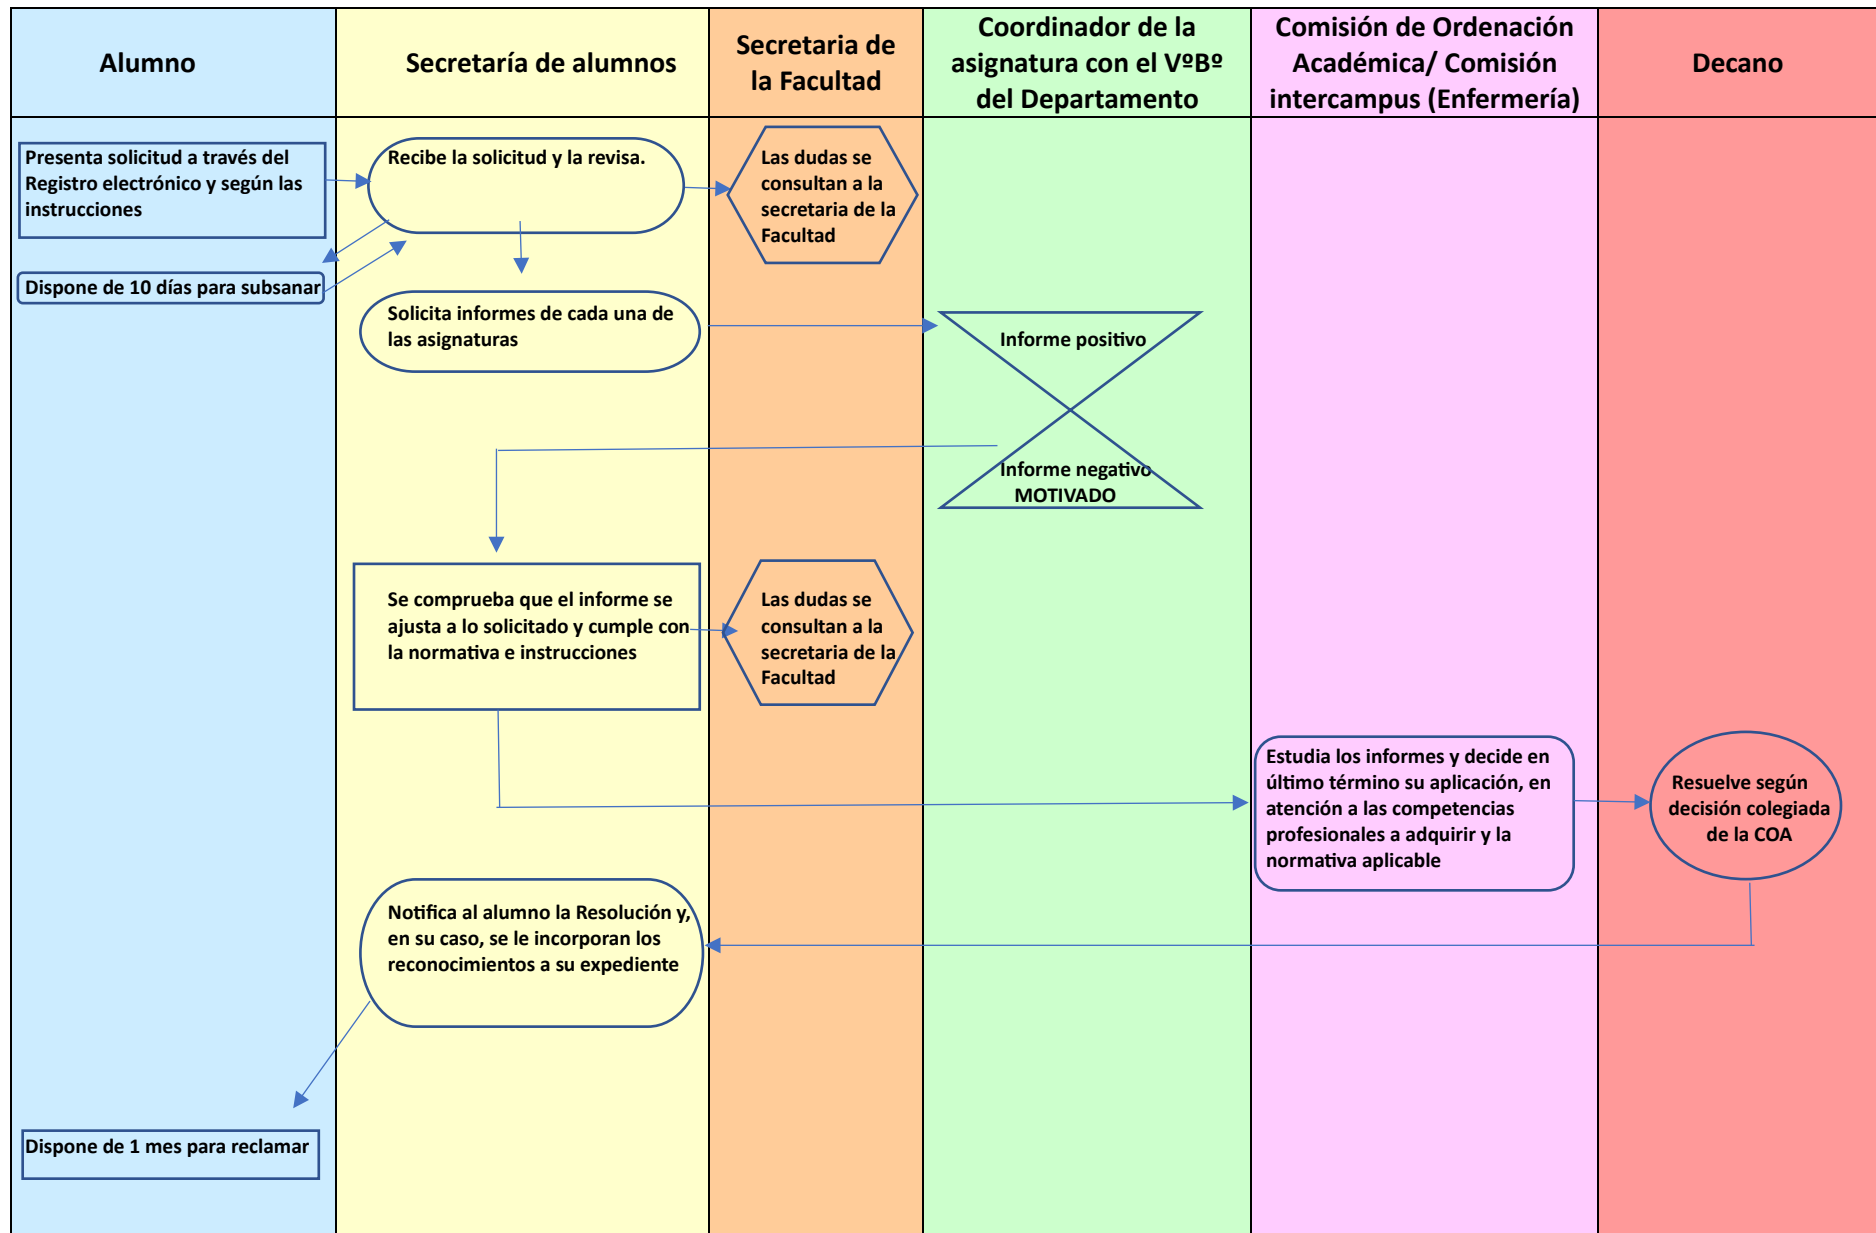 Alumno
Secretaría de alumnos
Secretaria de
la Facultad
Coordinador de la
asignatura con el VºBº
del Departamento
Comisión de Ordenación
Académica/ Comisión
intercampus (Enfermería)
Decano
Presenta solicitud a través del
Registro electrónico y según las
instrucciones
Recibe la solicitud y la revisa.
Las dudas se
consultan a la
secretaria de la
Facultad
Dispone de 10 días para subsanar
Solicita informes de cada una de
las asignaturas
Informe positivo
Informe negativo
MOTIVADO
Se comprueba que el informe se
ajusta a lo solicitado y cumple con
la normativa e instrucciones
Las dudas se
consultan a la
secretaria de la
Facultad
Estudia los informes y decide en
último término su aplicación, en
atención a las competencias
profesionales a adquirir y la
normativa aplicable
Resuelve según
decisión colegiada
de la COA
Notifica al alumno la Resolución y,
en su caso, se le incorporan los
reconocimientos a su expediente
Dispone de 1 mes para reclamar